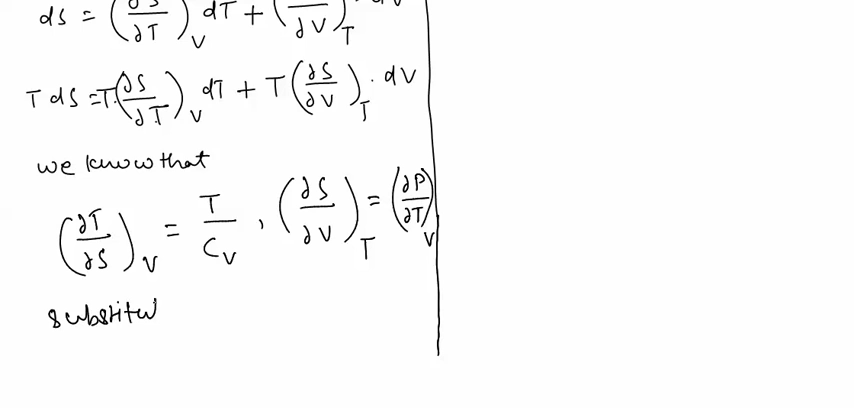 dS = (∂S/∂T)_V dT + (∂S/∂V)_T · dV
T dS = T·(∂S/∂T)_V dT + T(∂S/∂V)_T · dV
we know that
(∂T/∂S)_V = T/C_V , (∂S/∂V)_T = (∂P/∂T)_V
substitu